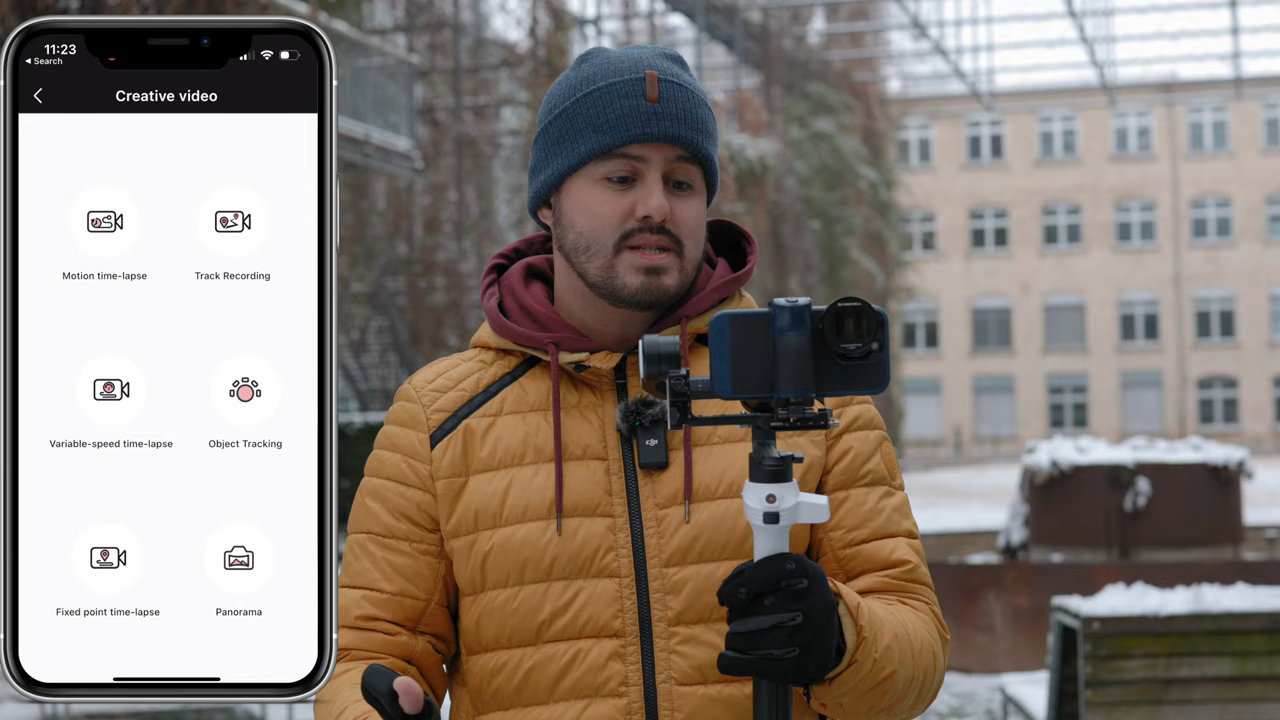 11:23
Search
Creative video
Motion time-lapse
Track Recording
Variable-speed time-lapse
Object Tracking
Fixed point time-lapse
Panorama
dji